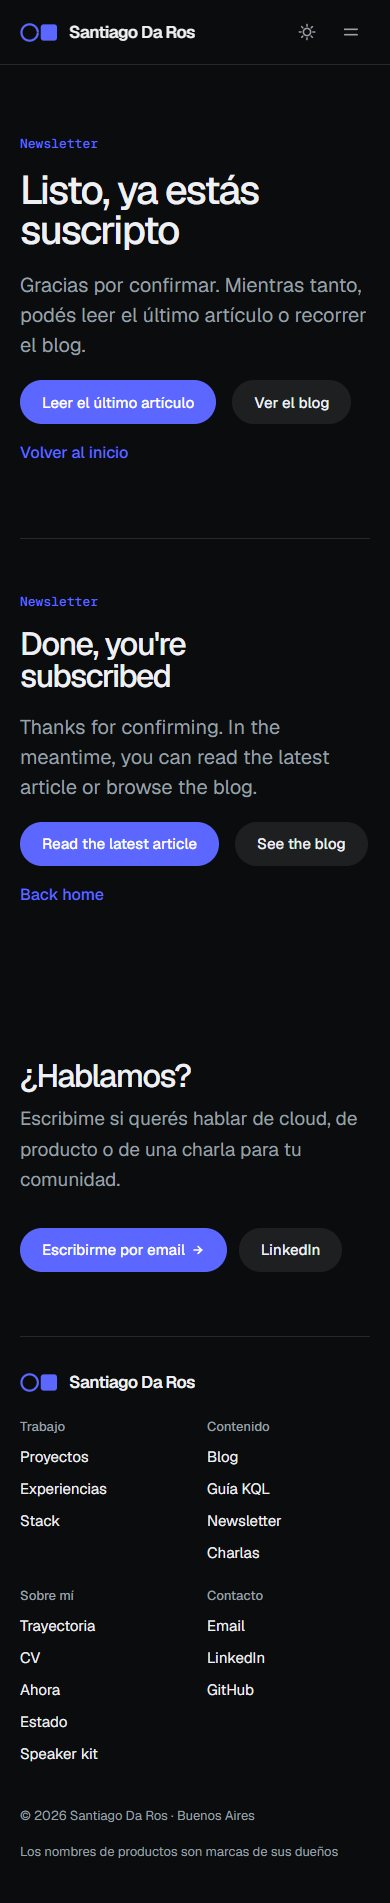 Santiago Da Ros
Newsletter
Listo, ya estás
suscripto
Gracias por confirmar. Mientras tanto,
podés leer el último artículo o recorrer
el blog.
Leer el último artículo
Ver el blog
Volver al inicio
Newsletter
Done, you're
subscribed
Thanks for confirming. In the
meantime, you can read the latest
article or browse the blog.
Read the latest article
See the blog
Back home
¿Hablamos?
Escribime si querés hablar de cloud, de
producto o de una charla para tu
comunidad.
Escribirme por email →
LinkedIn
Santiago Da Ros
Trabajo
Proyectos
Experiencias
Stack
Contenido
Blog
Guía KQL
Newsletter
Charlas
Sobre mí
Trayectoria
CV
Ahora
Estado
Speaker kit
Contacto
Email
LinkedIn
GitHub
© 2026 Santiago Da Ros · Buenos Aires
Los nombres de productos son marcas de sus dueños